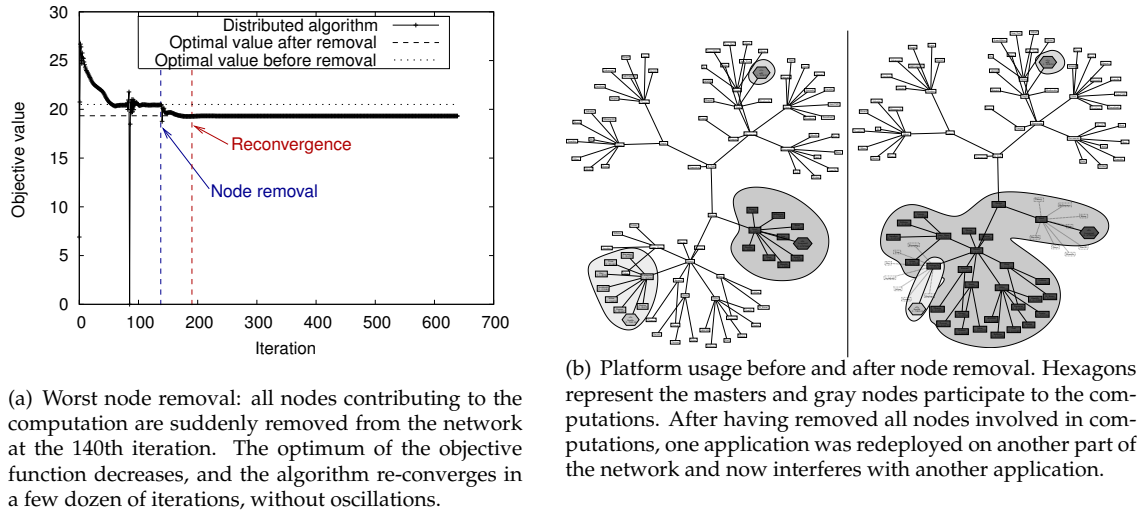 30
25
20
15
10
5
0
Objective value
Distributed algorithm
Optimal value after removal
Optimal value before removal
Reconvergence
Node removal
0 100 200 300 400 500 600 700
Iteration
(a) Worst node removal: all nodes contributing to the
computation are suddenly removed from the network
at the 140th iteration. The optimum of the objective
function decreases, and the algorithm re-converges in
a few dozen of iterations, without oscillations.
(b) Platform usage before and after node removal. Hexagons
represent the masters and gray nodes participate to the com-
putations. After having removed all nodes involved in com-
putations, one application was redeployed on another part of
the network and now interferes with another application.